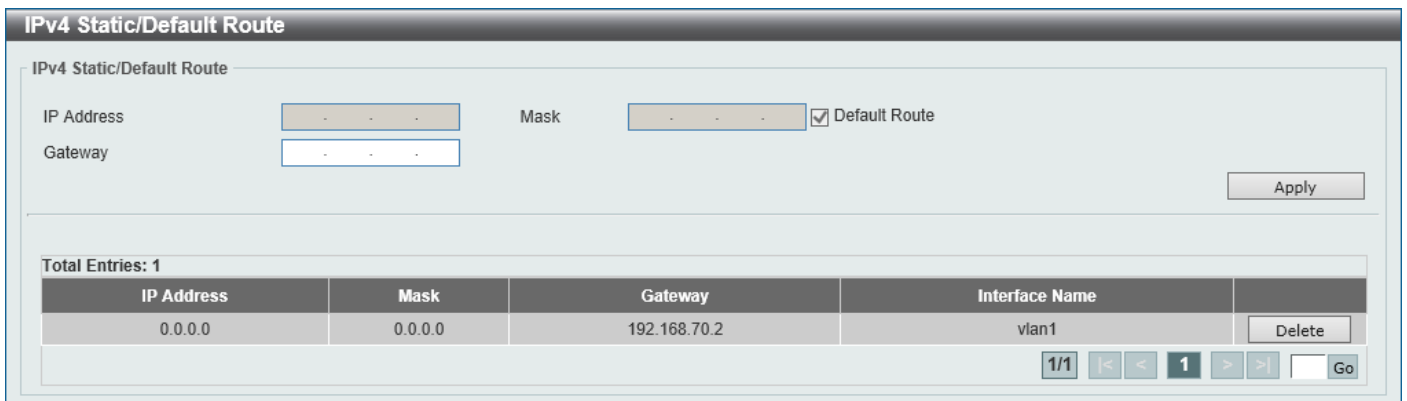 IPv4 Static/Default Route
IPv4 Static/Default Route
IP Address . . . Mask . . . Default Route
Gateway . . .
Apply
Total Entries: 1
IP Address Mask Gateway Interface Name
0.0.0.0 0.0.0.0 192.168.70.2 vlan1 Delete
1/1 |< < 1 > >| Go